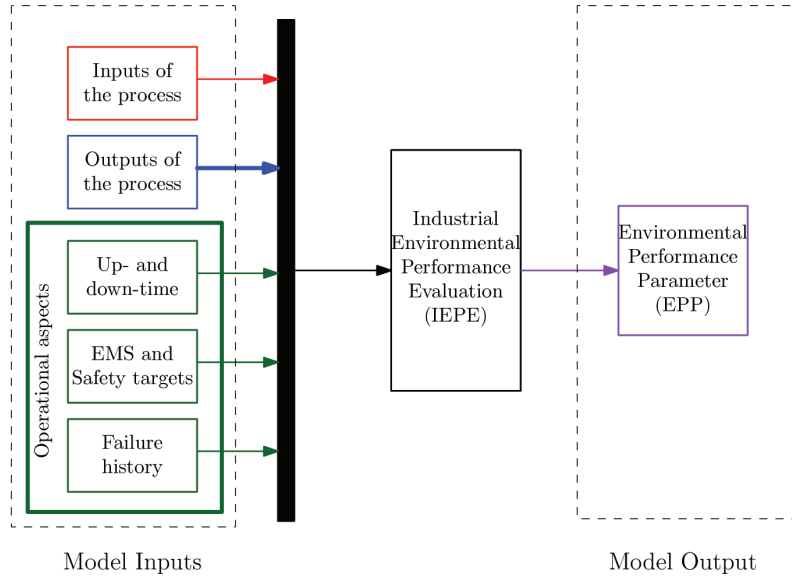 Inputs of
the process
Outputs of
the process
Operational aspects
Up- and
down-time
EMS and
Safety targets
Failure
history
Industrial
Environmental
Performance
Evaluation
(IEPE)
Environmental
Performance
Parameter
(EPP)
Model Inputs
Model Output